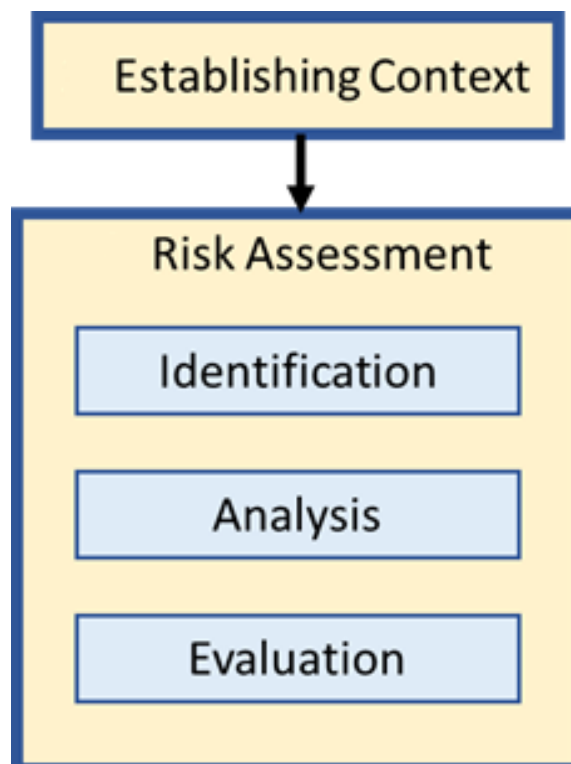 Establishing Context
Risk Assessment
Identification
Analysis
Evaluation